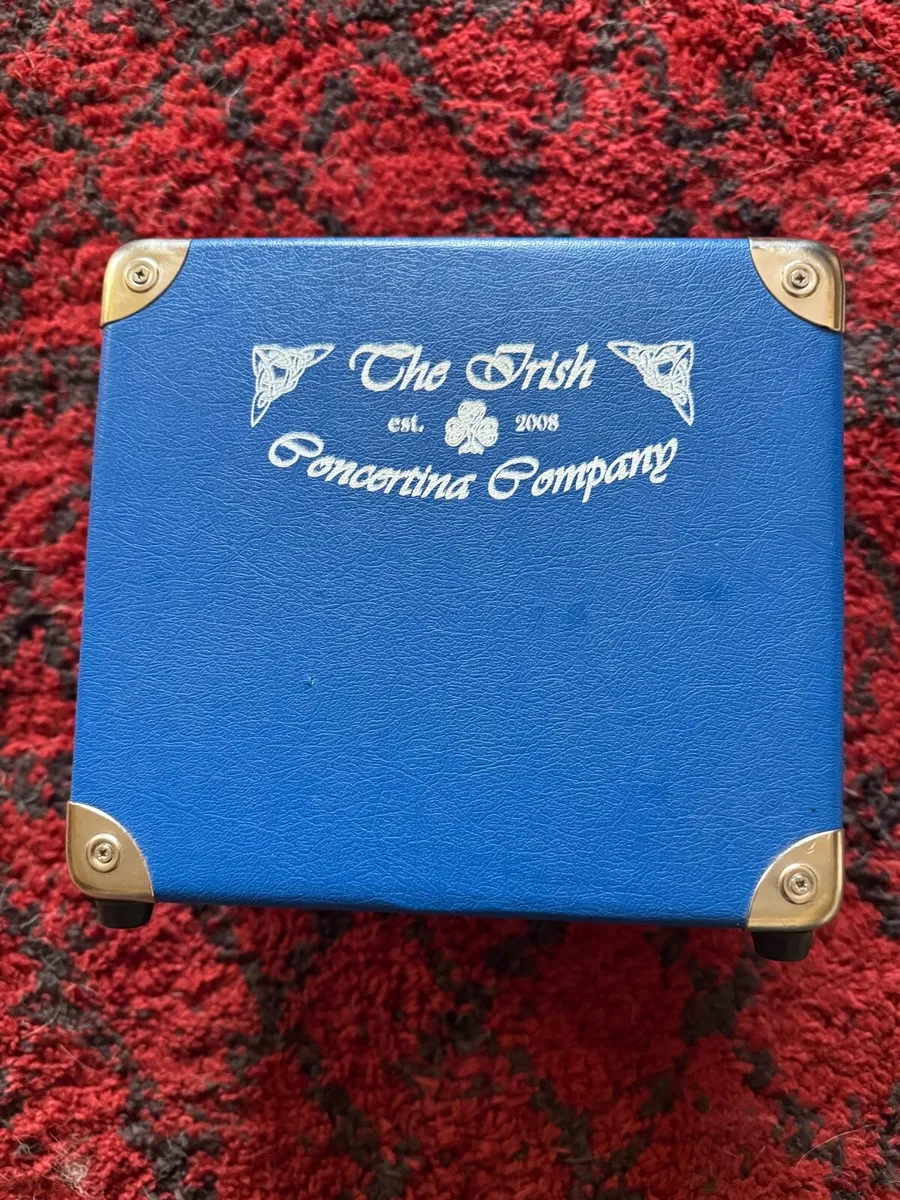 The Irish
est. 2008
Concertina Company